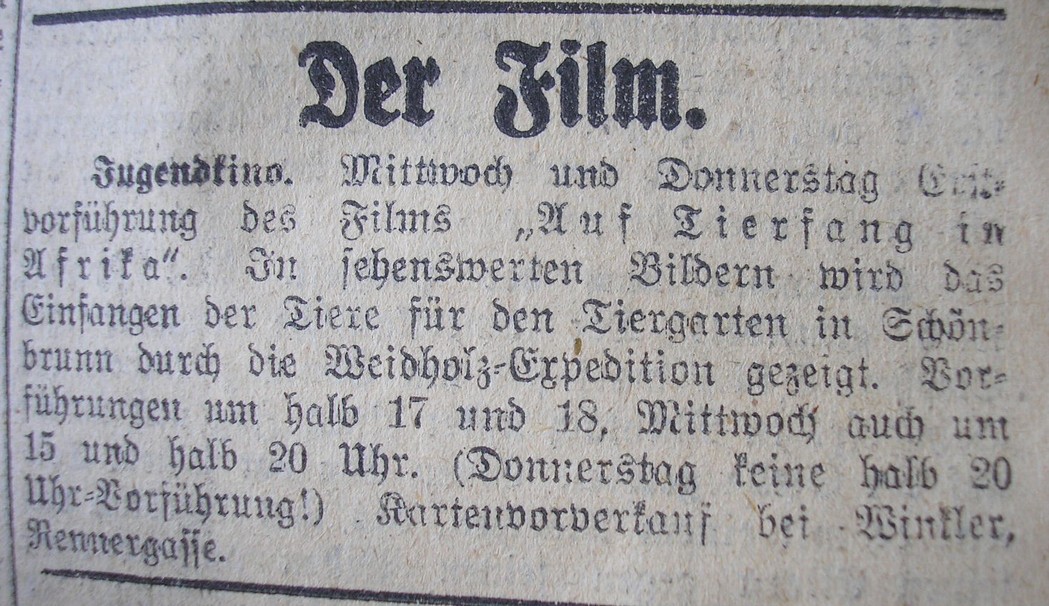 Der Film.
Jugendkino. Mittwoch und Donnerstag Erst-
vorführung des Films „Auf Tierfang in
Afrika“. In sehenswerten Bildern wird das
Einfangen der Tiere für den Tiergarten in Schön-
brunn durch die Weidholz-Expedition gezeigt. Vor-
führungen um halb 17 und 18, Mittwoch auch um
15 und halb 20 Uhr. (Donnerstag keine halb 20
Uhr-Vorführung!) Kartenvorverkauf bei Winkler,
Rennergasse.